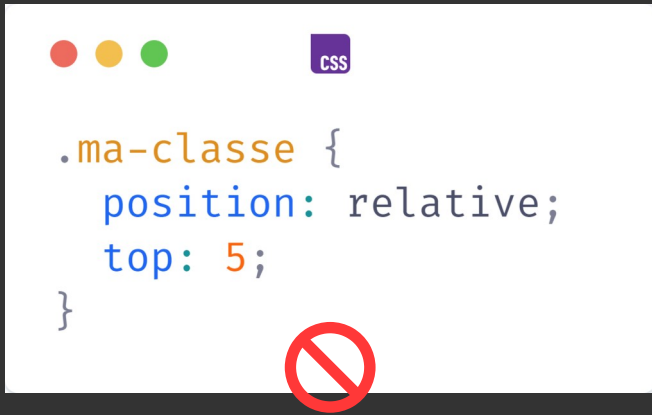 CSS
.ma-classe {
  position: relative;
  top: 5;
}